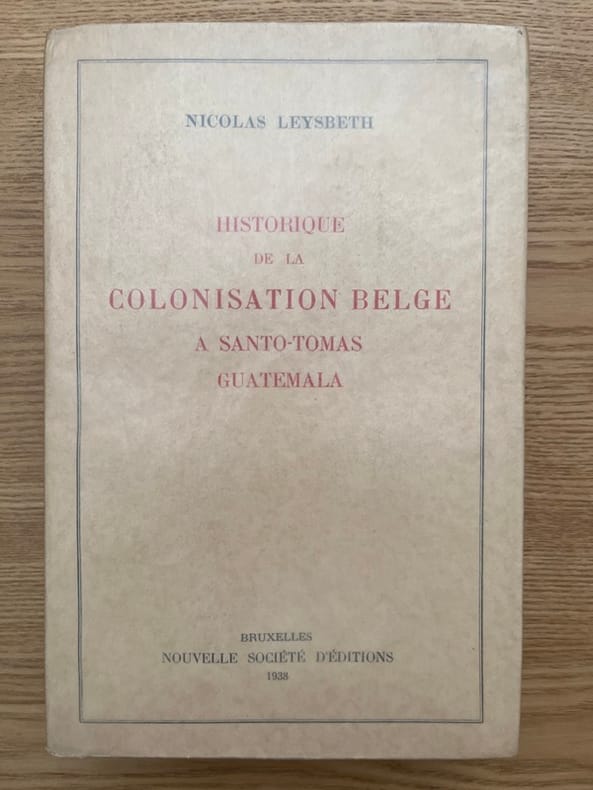 NICOLAS LEYSBETH
HISTORIQUE
DE LA
COLONISATION BELGE
A SANTO-TOMAS
GUATEMALA
BRUXELLES
NOUVELLE SOCIÉTÉ D'ÉDITIONS
1938